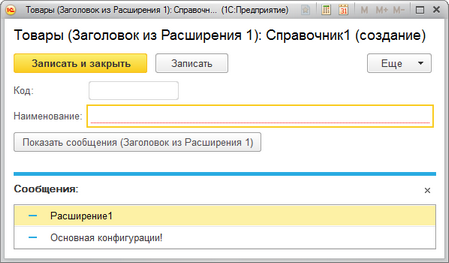 Товары (Заголовок из Расширения 1): Справочн... (1С:Предприятие)
M M+ M-
Товары (Заголовок из Расширения 1): Справочник1 (создание)
Записать и закрыть Записать Еще
Код:
Наименование:
Показать сообщения (Заголовок из Расширения 1)
Сообщения:
Расширение1
Основная конфигурации!